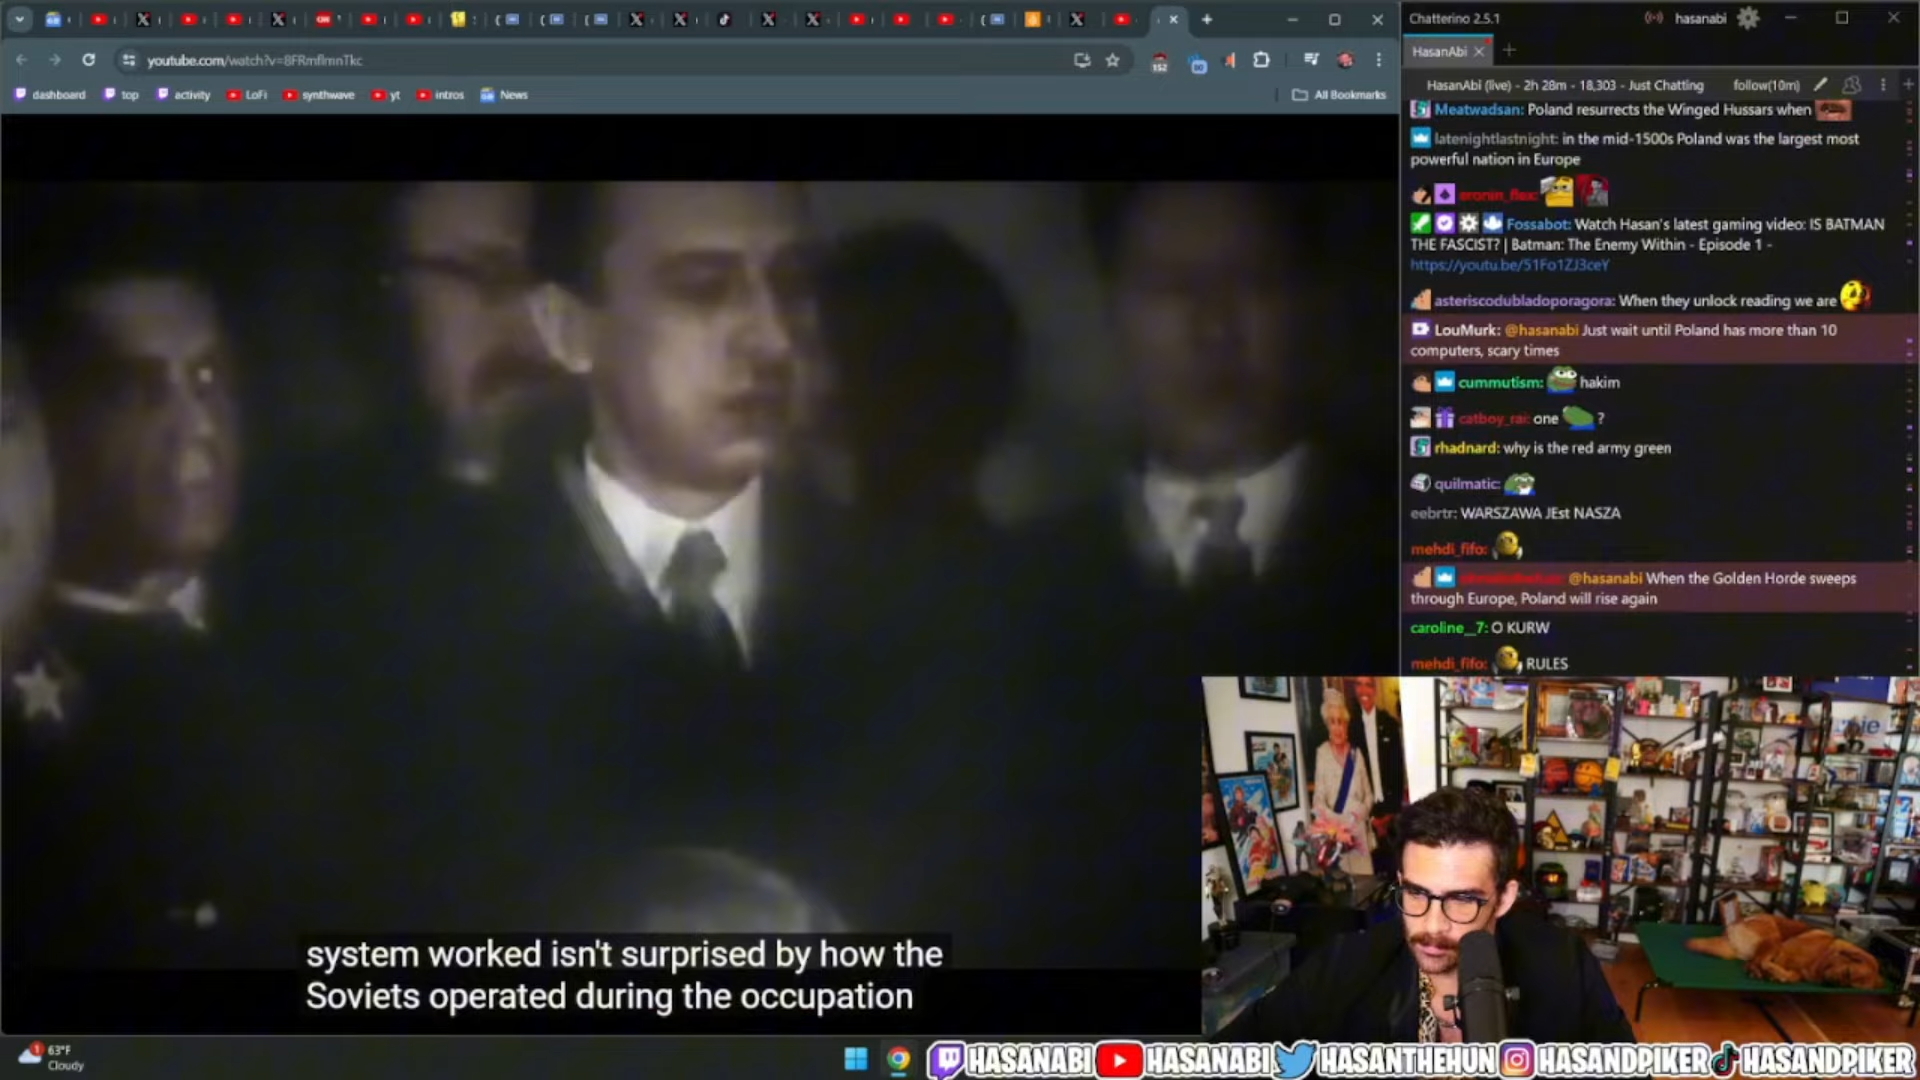 youtube.com/watch?v=8FRmflmnTkc
dashboard
top
activity
LoFi
synthwave
yt
intros
News
All Bookmarks
152
system worked isn't surprised by how the
Soviets operated during the occupation
Chatterino 2.5.1
hasanabi
HasanAbi
HasanAbi (live) - 2h 28m - 18,303 - Just Chatting
follow(10m)
Meatwadsan: Poland resurrects the Winged Hussars when
latenightlastnight: in the mid-1500s Poland was the largest most
powerful nation in Europe
eronin_flex:
Fossabot: Watch Hasan's latest gaming video: IS BATMAN
THE FASCIST? | Batman: The Enemy Within - Episode 1 -
https://youtu.be/51Fo1ZJ3ceY
asteriscodubladoporagora: When they unlock reading we are
LouMurk: @hasanabi Just wait until Poland has more than 10
computers, scary times
cummutism: hakim
catboy_rai: one ?
rhadnard: why is the red army green
quilmatic:
eebrtr: WARSZAWA JEst NASZA
mehdi_fifo:
@hasanabi When the Golden Horde sweeps
through Europe, Poland will rise again
caroline__7: O KURW
mehdi_fifo: RULES
1
63°F
Cloudy
HASANABI HASANABI HASANTHEHUN HASANDPIKER HASANDPIKER